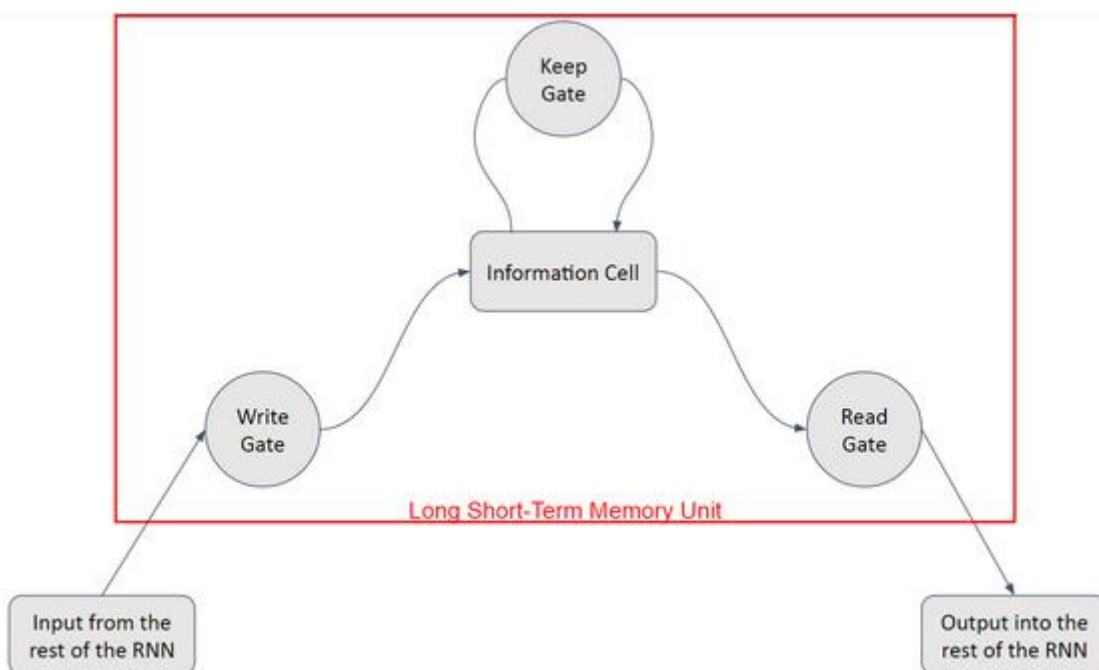 Keep
Gate
Information Cell
Write
Gate
Read
Gate
Long Short-Term Memory Unit
Input from the
rest of the RNN
Output into the
rest of the RNN